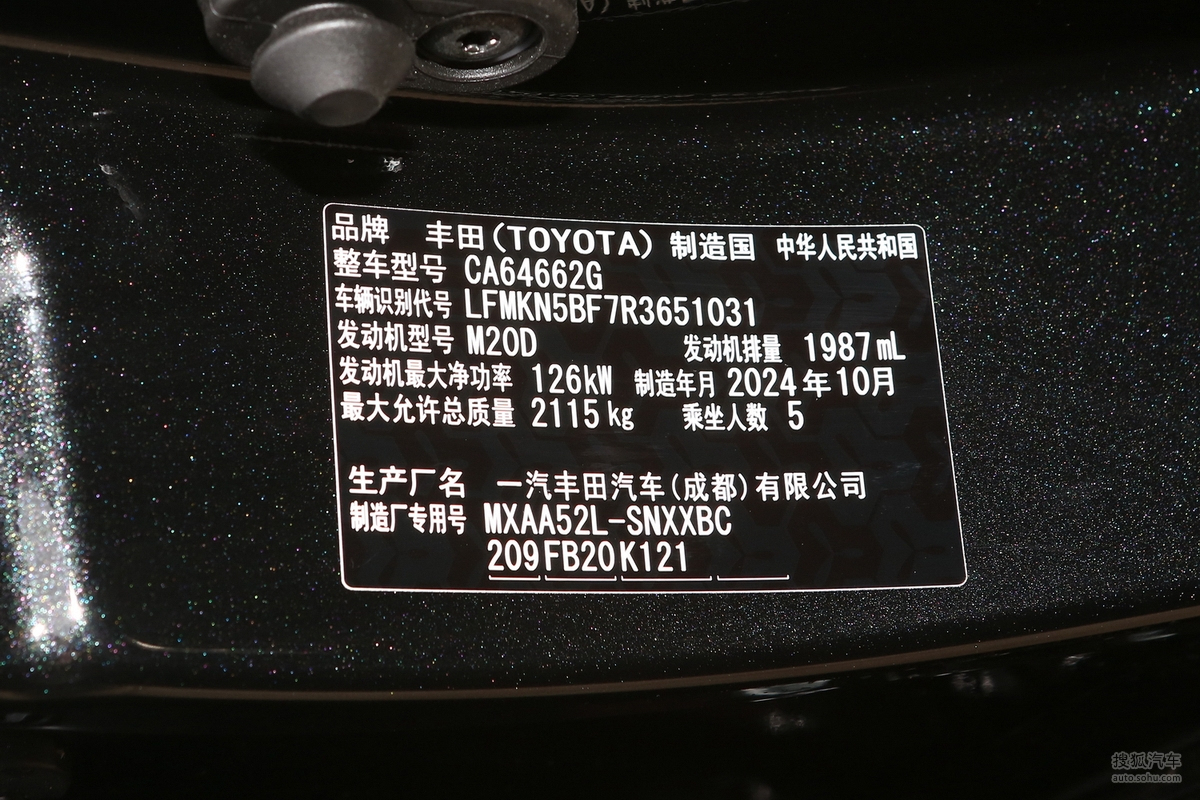 品牌 丰田(TOYOTA) 制造国 中华人民共和国
整车型号 CA64662G
车辆识别代号 LFMKN5BF7R3651031
发动机型号 M20D 发动机排量 1987mL
发动机最大净功率 126kW 制造年月 2024年10月
最大允许总质量 2115kg 乘坐人数 5
生产厂名 一汽丰田汽车(成都)有限公司
制造厂专用号 MXAA52L-SNXXBC
209 FB20 K121
搜狐汽车
auto.sohu.com